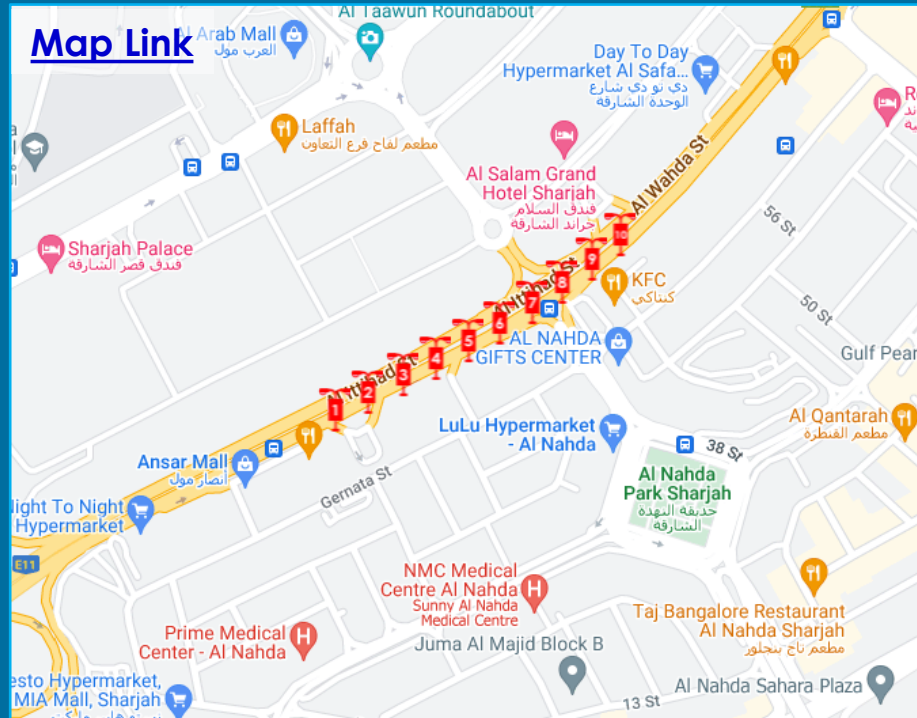 Map Link
Al Taawun Roundabout
Arab Mall
العرب مول
Day To Day
Hypermarket Al Safa...
دي تو دي شارع
الوحدة الشارقة
Laffah
مطعم لفاح فرع التعاون
Al Wahda St
Al Salam Grand
Hotel Sharjah
فندق السلام
جراند الشارقة
56 St
Sharjah Palace
فندق قصر الشارقة
10
9
8
7
6
5
4
3
2
1
Al Ittihad St
KFC
كنتاكي
50 St
AL NAHDA
GIFTS CENTER
Al Ittihad St
LuLu Hypermarket
- Al Nahda
38 St
Al Qantarah
مطعم القنطرة
Ansar Mall
أنصار مول
Gernata St
Al Nahda
Park Sharjah
حديقة النهدة
الشارقة
Night To Night
Hypermarket
E11
NMC Medical
Centre Al Nahda
Sunny Al Nahda
Medical Centre
Prime Medical
Center - Al Nahda
Taj Bangalore Restaurant
Al Nahda Sharjah
مطعم تاج بنجلور
Juma Al Majid Block B
Hypermarket,
MIA Mall, Sharjah
Al Nahda Sahara Plaza
13 St